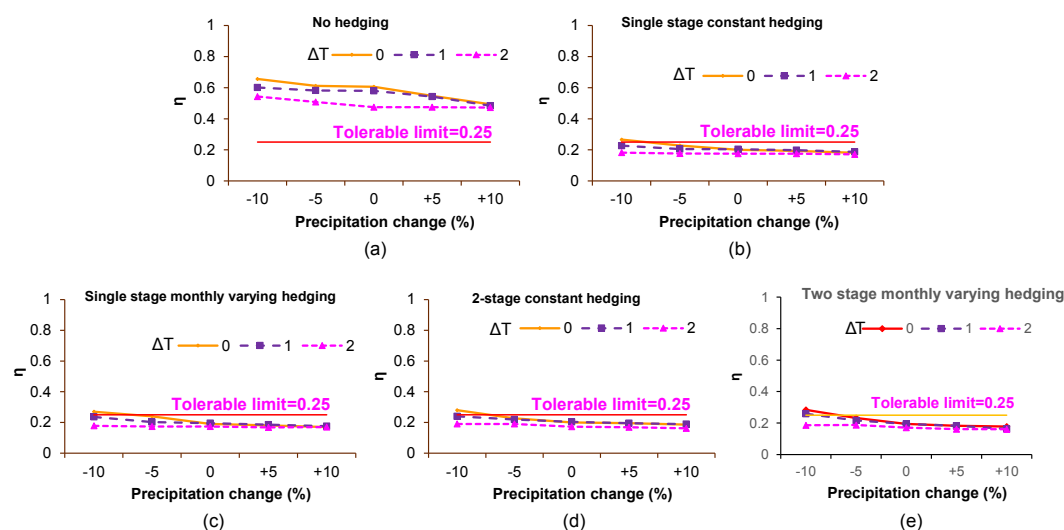 No hedging
ΔT 0 1 2
1
0.8
0.6
0.4
0.2
0
η
Tolerable limit=0.25
-10 -5 0 +5 +10
Precipitation change (%)
(a)
Single stage constant hedging
ΔT 0 1 2
1
0.8
0.6
0.4
0.2
0
η
Tolerable limit=0.25
-10 -5 0 +5 +10
Precipitation change (%)
(b)
Single stage monthly varying hedging
ΔT 0 1 2
1
0.8
0.6
0.4
0.2
0
η
Tolerable limit=0.25
-10 -5 0 +5 +10
Precipitation change (%)
(c)
2-stage constant hedging
ΔT 0 1 2
1
0.8
0.6
0.4
0.2
0
η
Tolerable limit=0.25
-10 -5 0 +5 +10
Precipitation change (%)
(d)
Two stage monthly varying hedging
ΔT 0 1 2
1
0.8
0.6
0.4
0.2
0
η
Tolerable limit=0.25
-10 -5 0 +5 +10
Precipitation change (%)
(e)